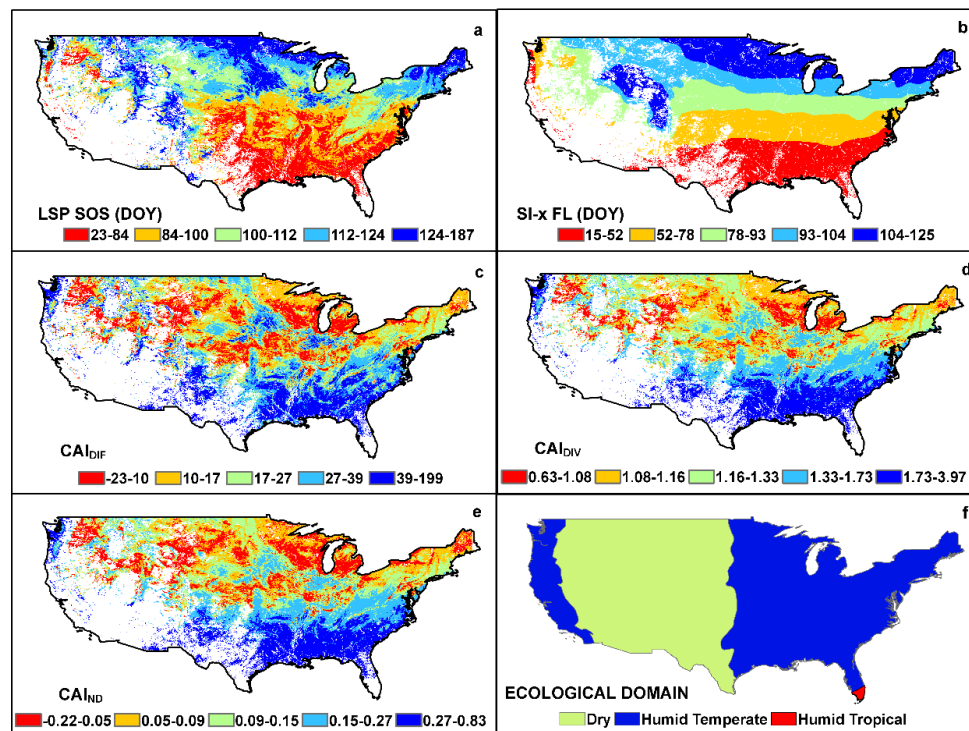 a
LSP SOS (DOY)
23-84 84-100 100-112 112-124 124-187
b
SI-x FL (DOY)
15-52 52-78 78-93 93-104 104-125
c
CAI_DIF
-23-10 10-17 17-27 27-39 39-199
d
CAI_DIV
0.63-1.08 1.08-1.16 1.16-1.33 1.33-1.73 1.73-3.97
e
CAI_ND
-0.22-0.05 0.05-0.09 0.09-0.15 0.15-0.27 0.27-0.83
f
ECOLOGICAL DOMAIN
Dry Humid Temperate Humid Tropical